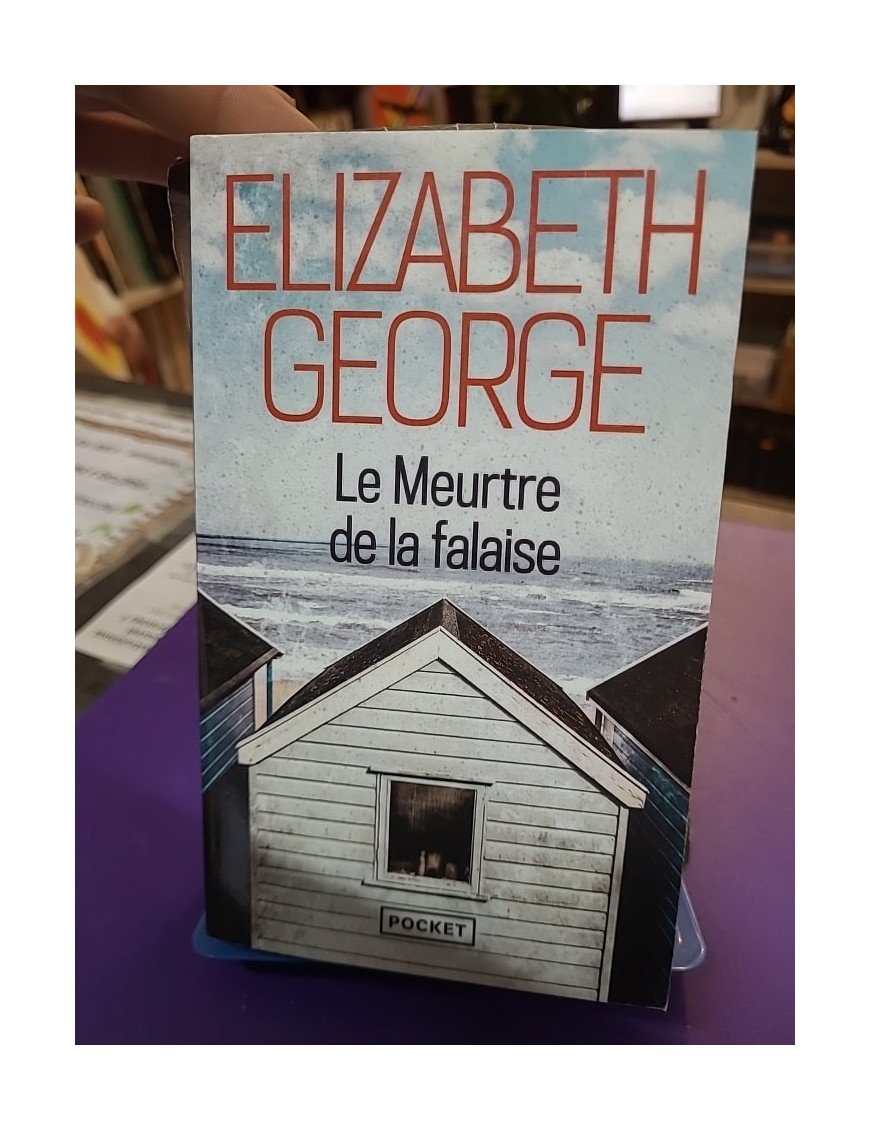 ELIZABETH
GEORGE
Le Meurtre
de la falaise
POCKET